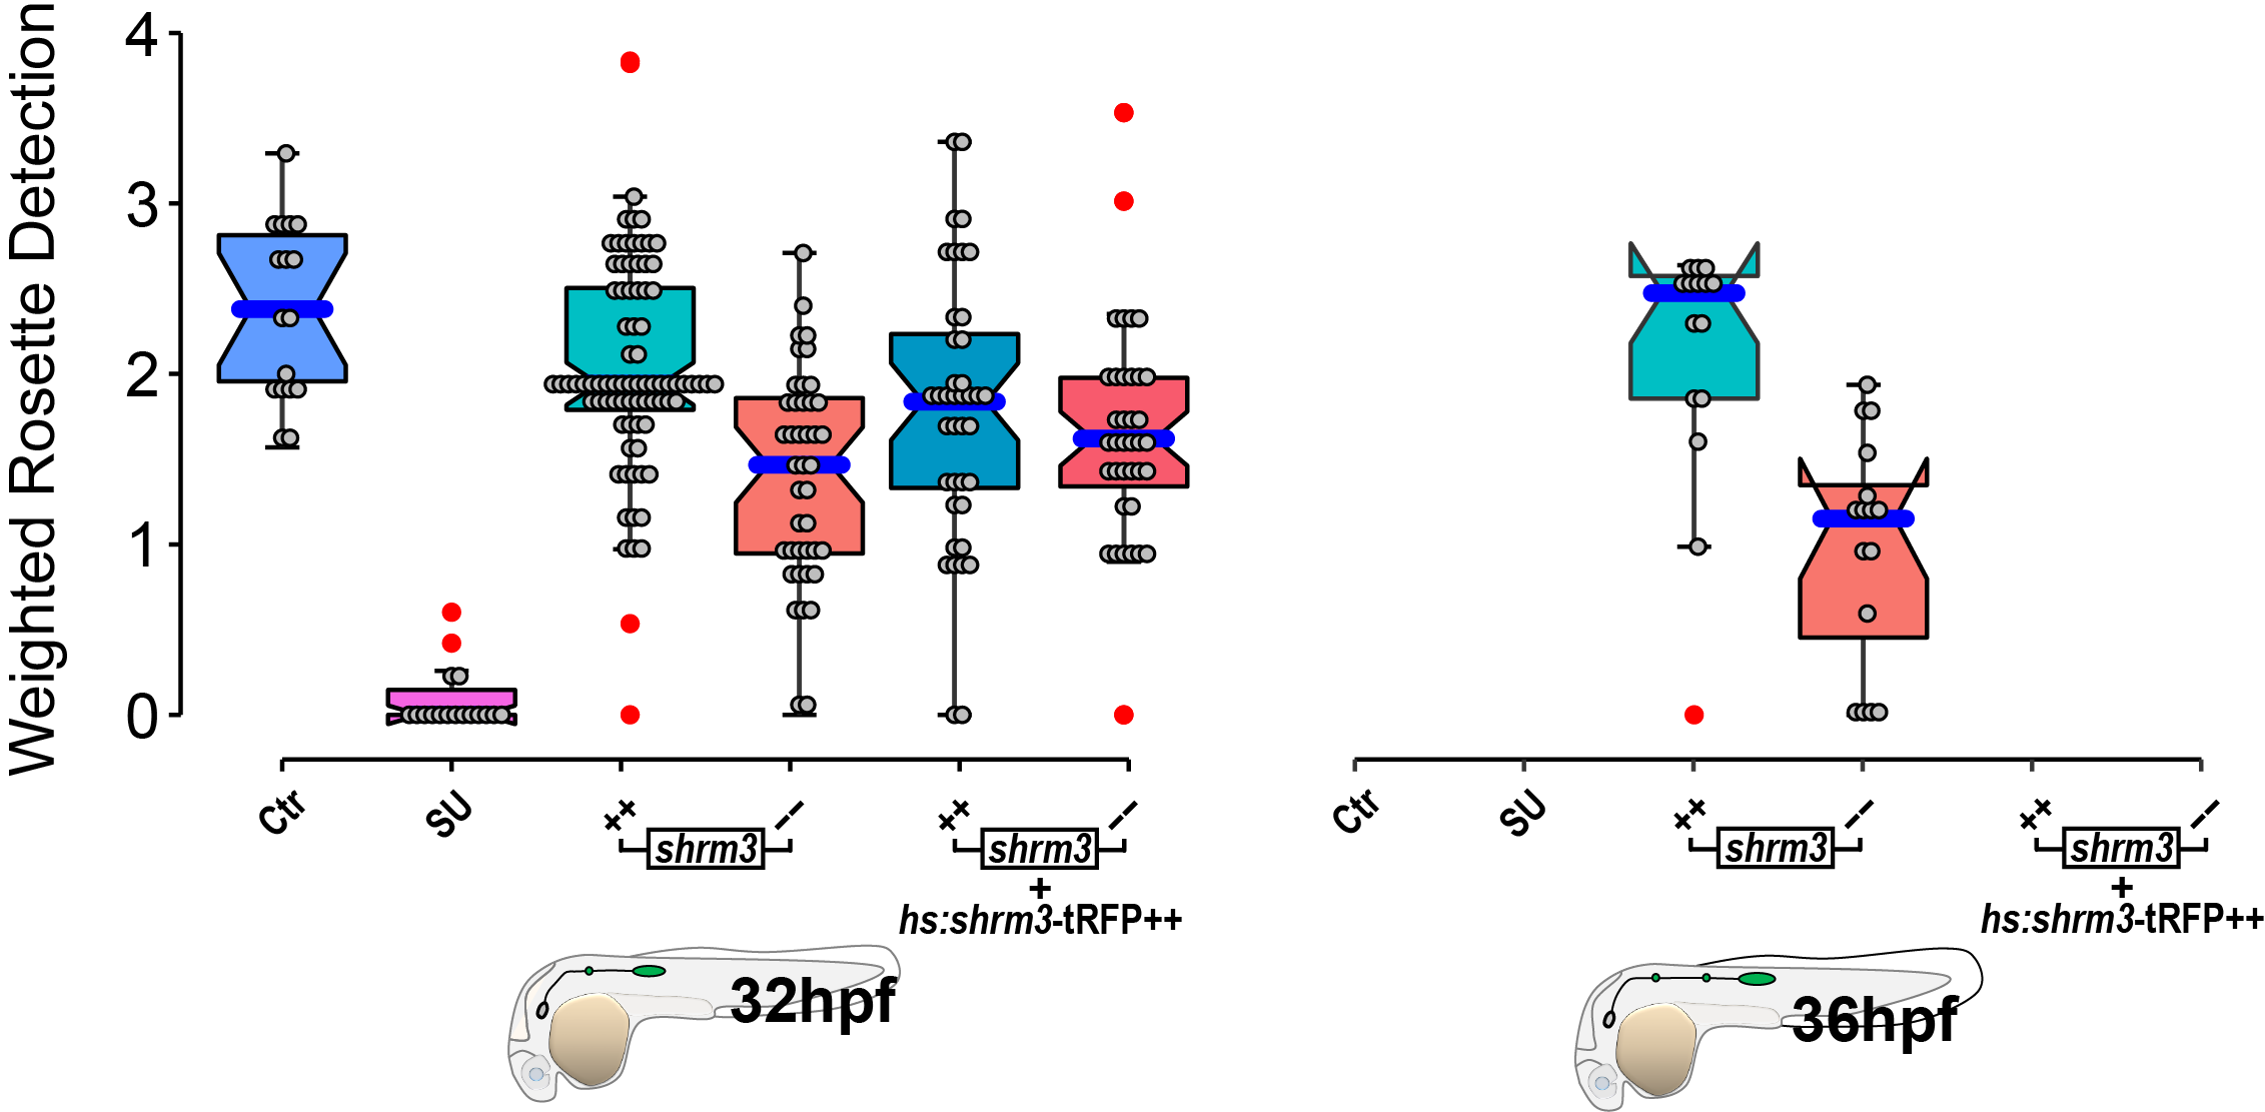 Weighted Rosette Detection
4
3
2
1
0
Ctr SU ++ -- ++ --
shrm3 shrm3
+
hs:shrm3-tRFP++
32hpf
Ctr SU ++ -- ++ --
shrm3 shrm3
+
hs:shrm3-tRFP++
36hpf